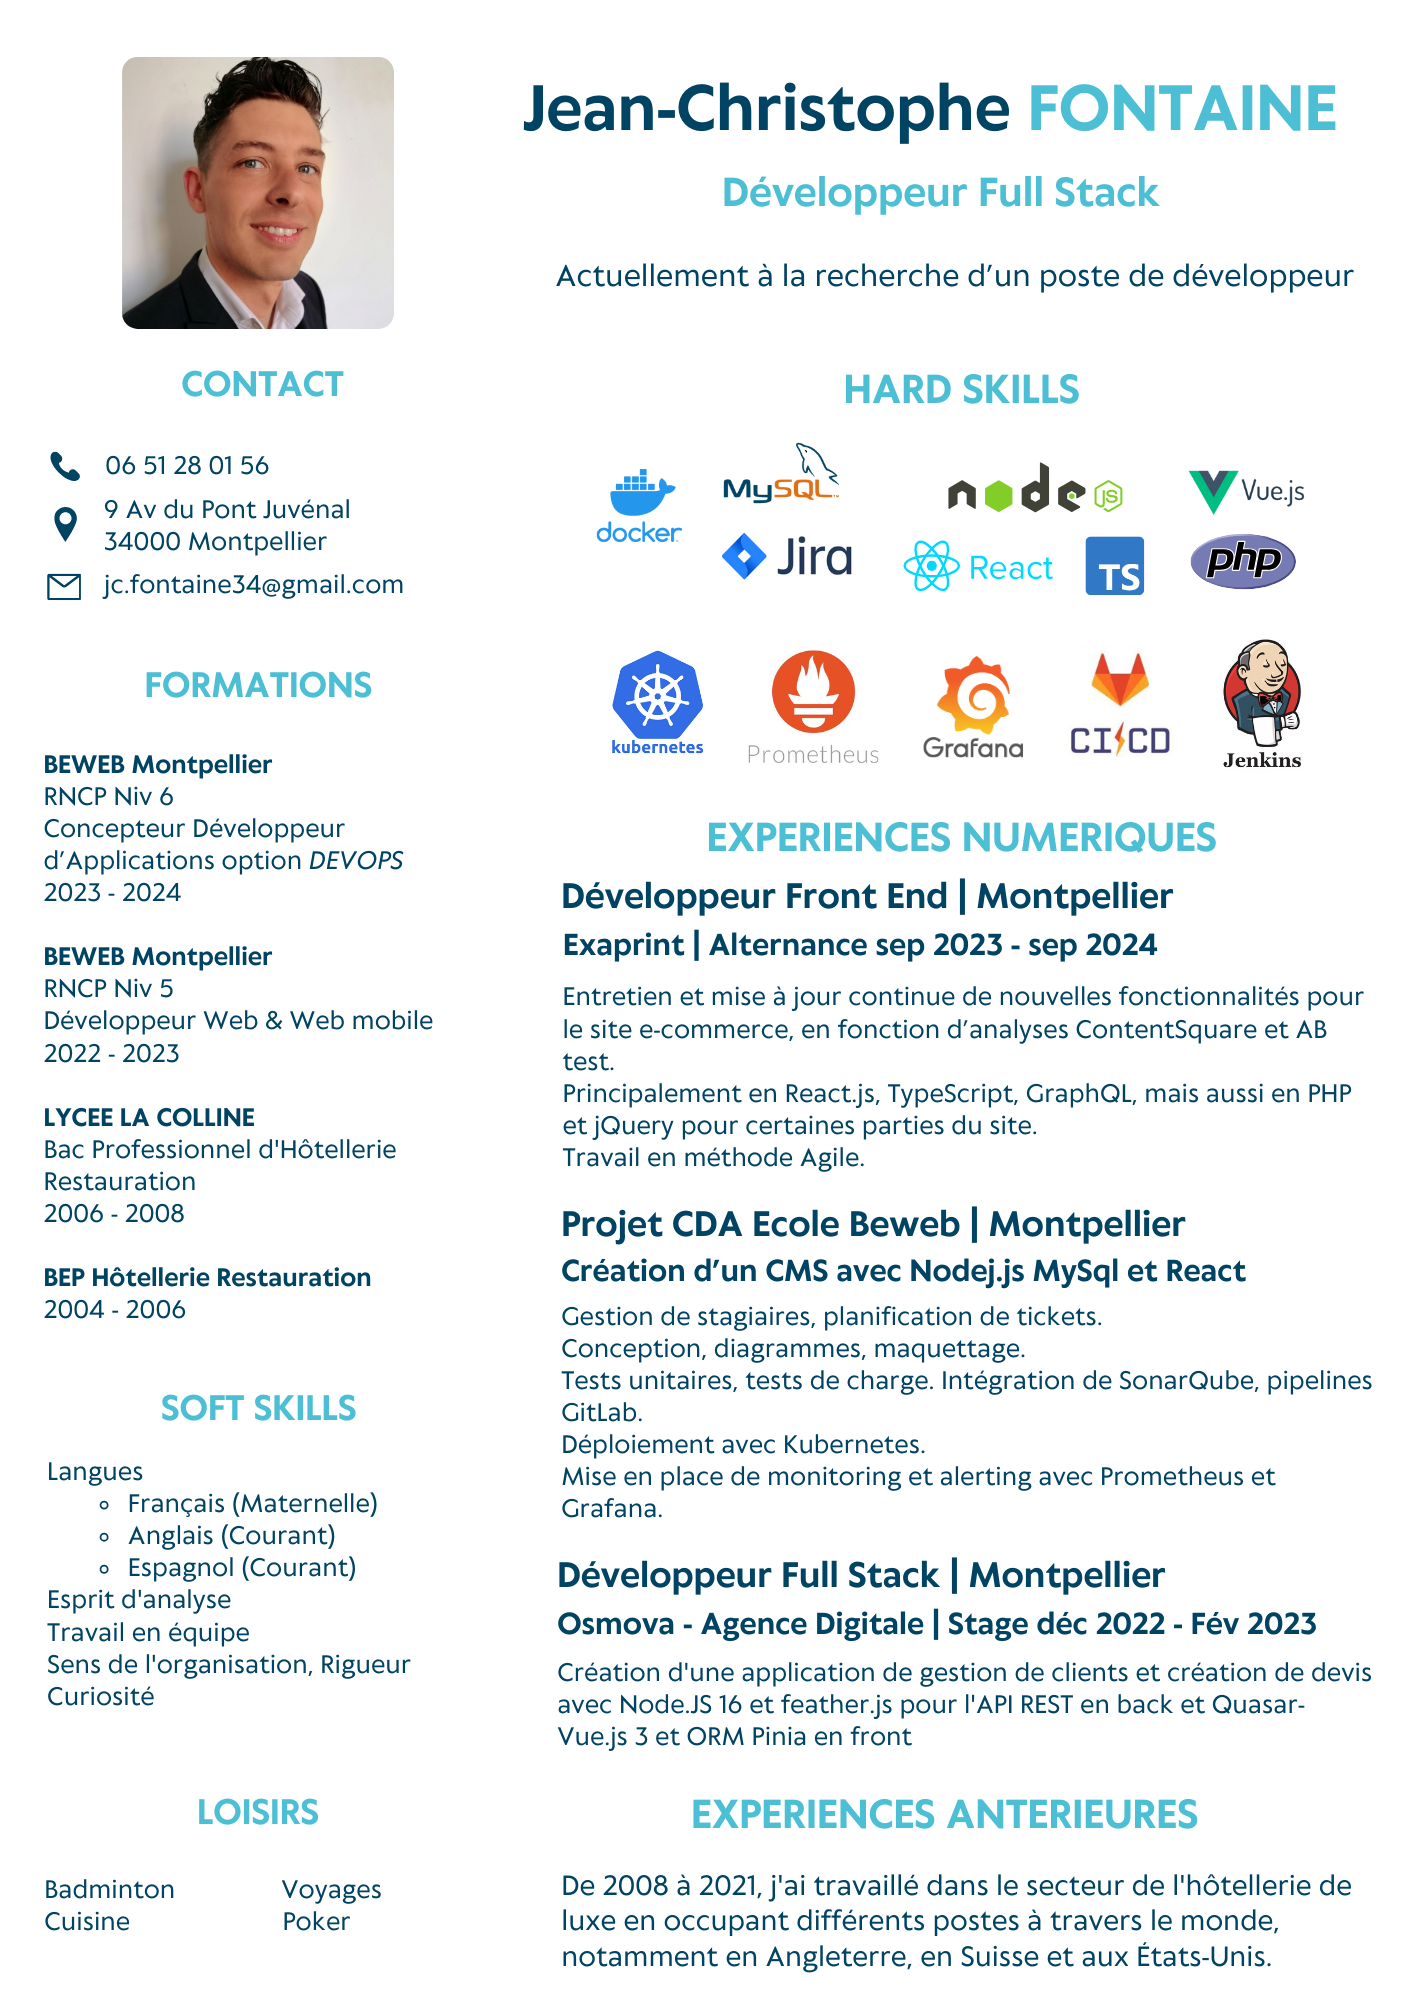 Jean-Christophe FONTAINE
Développeur Full Stack
Actuellement à la recherche d’un poste de développeur
CONTACT
06 51 28 01 56
9 Av du Pont Juvénal
34000 Montpellier
jc.fontaine34@gmail.com
FORMATIONS
BEWEB Montpellier
RNCP Niv 6
Concepteur Développeur
d’Applications option DEVOPS
2023 - 2024
BEWEB Montpellier
RNCP Niv 5
Développeur Web & Web mobile
2022 - 2023
LYCEE LA COLLINE
Bac Professionnel d'Hôtellerie
Restauration
2006 - 2008
BEP Hôtellerie Restauration
2004 - 2006
SOFT SKILLS
Langues
Français (Maternelle)
Anglais (Courant)
Espagnol (Courant)
Esprit d'analyse
Travail en équipe
Sens de l'organisation, Rigueur
Curiosité
LOISIRS
Badminton Voyages
Cuisine Poker
HARD SKILLS
docker
MySQL
node JS
Vue.js
Jira
React
TS
php
kubernetes
Prometheus
Grafana
CI CD
Jenkins
EXPERIENCES NUMERIQUES
Développeur Front End | Montpellier
Exaprint | Alternance sep 2023 - sep 2024
Entretien et mise à jour continue de nouvelles fonctionnalités pour
le site e-commerce, en fonction d’analyses ContentSquare et AB
test.
Principalement en React.js, TypeScript, GraphQL, mais aussi en PHP
et jQuery pour certaines parties du site.
Travail en méthode Agile.
Projet CDA Ecole Beweb | Montpellier
Création d’un CMS avec Nodej.js MySql et React
Gestion de stagiaires, planification de tickets.
Conception, diagrammes, maquettage.
Tests unitaires, tests de charge. Intégration de SonarQube, pipelines
GitLab.
Déploiement avec Kubernetes.
Mise en place de monitoring et alerting avec Prometheus et
Grafana.
Développeur Full Stack | Montpellier
Osmova - Agence Digitale | Stage déc 2022 - Fév 2023
Création d'une application de gestion de clients et création de devis
avec Node.JS 16 et feather.js pour l'API REST en back et Quasar-
Vue.js 3 et ORM Pinia en front
EXPERIENCES ANTERIEURES
De 2008 à 2021, j'ai travaillé dans le secteur de l'hôtellerie de
luxe en occupant différents postes à travers le monde,
notamment en Angleterre, en Suisse et aux États-Unis.